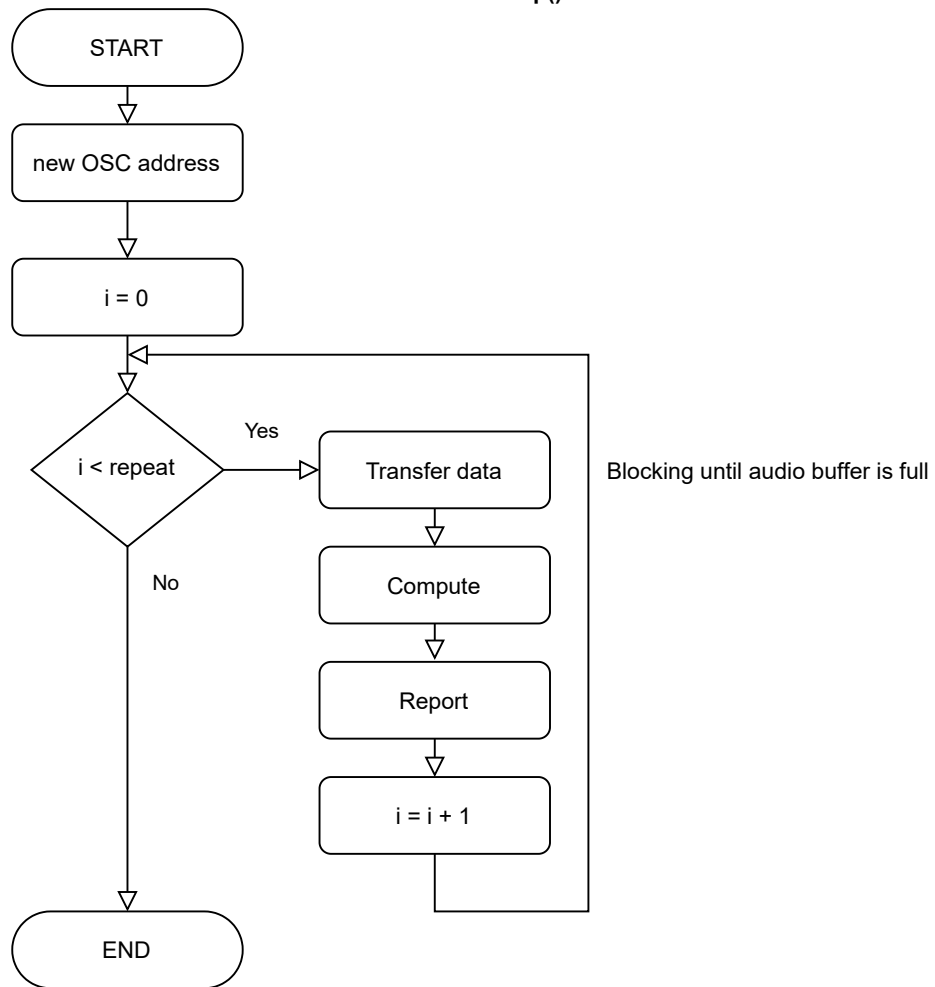 START
new OSC address
i = 0
i < repeat
Yes
Transfer data
Blocking until audio buffer is full
Compute
No
Report
i = i + 1
END